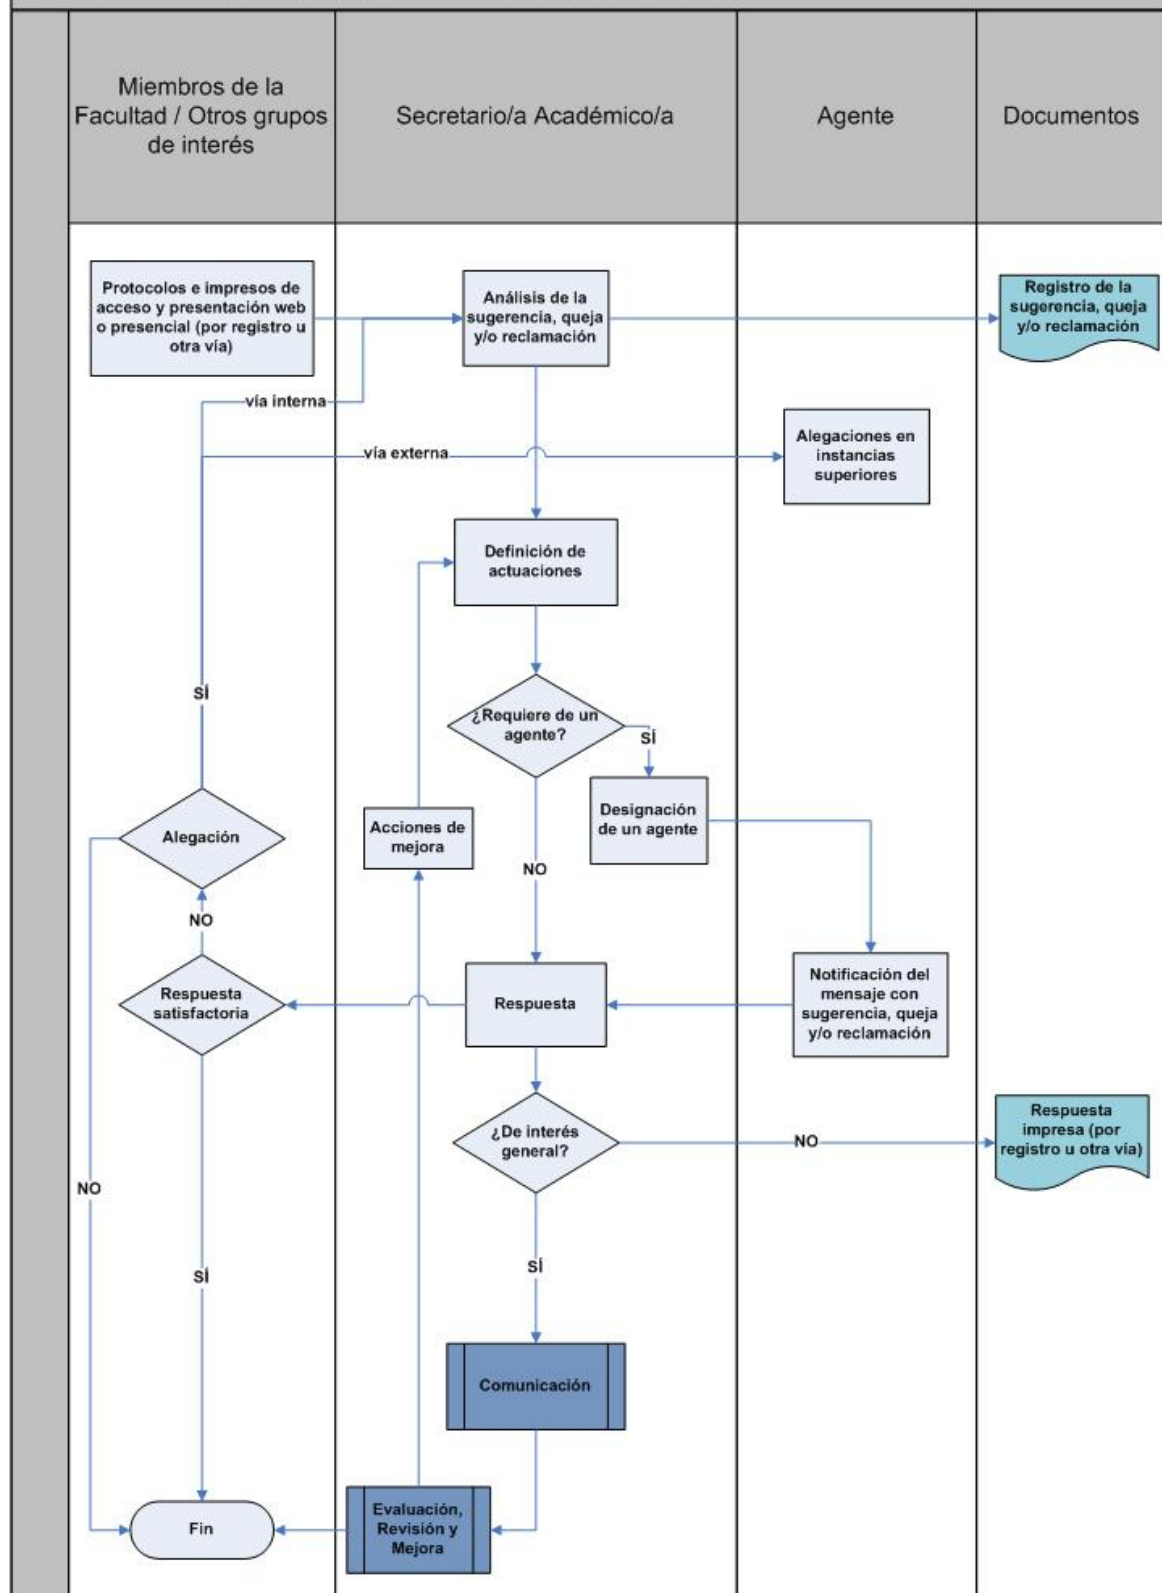 Miembros de la
Facultad / Otros grupos
de interés
Secretario/a Académico/a
Agente
Documentos
Protocolos e impresos de
acceso y presentación web
o presencial (por registro u
otra vía)
Análisis de la
sugerencia, queja
y/o reclamación
Registro de la
sugerencia, queja
y/o reclamación
vía interna
vía externa
Alegaciones en
instancias
superiores
Definición de
actuaciones
SÍ
¿Requiere de un
agente?
SÍ
Designación
de un agente
Alegación
Acciones de
mejora
NO
NO
Respuesta
satisfactoria
Respuesta
Notificación del
mensaje con
sugerencia, queja
y/o reclamación
¿De interés
general?
NO
Respuesta
impresa (por
registro u otra vía)
NO
SÍ
SÍ
Comunicación
Evaluación,
Revisión y
Mejora
Fin